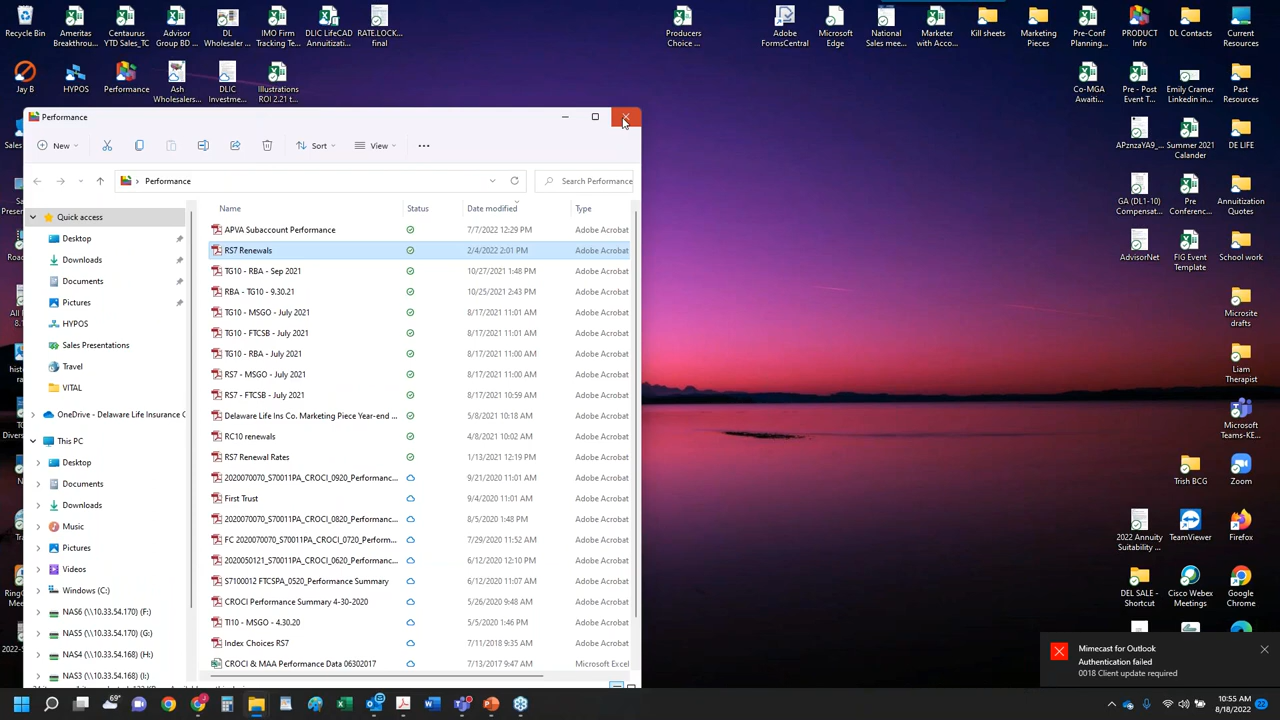 Recycle Bin
Ameritas Breakthrou...
Centaurus YTD Sales_TC
Advisor Group BD ...
DL Wholesaler ...
IMO Firm Tracking Te...
DLIC LifeCAD Annuitizati...
RATE.LOCK... final
Producers Choice ...
Adobe FormsCentral
Microsoft Edge
National Sales mee...
Marketer with Acco...
Kill sheets
Marketing Pieces
Pre-Conf Planning...
PRODUCT Info
DL Contacts
Current Resources
Jay B
HYPOS
Performance
Ash Wholesalers...
DLIC Investme...
Illustrations ROI 2.21 t...
Co-MGA Awaiti...
Pre - Post Event T...
Emily Cramer Linkedin in...
Past Resources
Performance
New
Sort
View
Performance
Search Performance
Name
Status
Date modified
Type
Quick access
Desktop
Downloads
Documents
Pictures
HYPOS
Sales Presentations
Travel
VITAL
OneDrive - Delaware Life Insurance C
This PC
Desktop
Documents
Downloads
Music
Pictures
Videos
Windows (C:)
NAS6 (\\10.33.54.170) (F:)
NAS5 (\\10.33.54.170) (G:)
NAS4 (\\10.33.54.168) (H:)
NAS3 (\\10.33.54.168) (I:)
APVA Subaccount Performance 7/7/2022 12:29 PM Adobe Acrobat
RS7 Renewals 2/4/2022 2:01 PM Adobe Acrobat
TG10 - RBA - Sep 2021 10/27/2021 1:48 PM Adobe Acrobat
RBA - TG10 - 9.30.21 10/25/2021 2:43 PM Adobe Acrobat
TG10 - MSGO - July 2021 8/17/2021 11:01 AM Adobe Acrobat
TG10 - FTCSB - July 2021 8/17/2021 11:01 AM Adobe Acrobat
TG10 - RBA - July 2021 8/17/2021 11:00 AM Adobe Acrobat
RS7 - MSGO - July 2021 8/17/2021 11:00 AM Adobe Acrobat
RS7 - FTCSB - July 2021 8/17/2021 10:59 AM Adobe Acrobat
Delaware Life Ins Co. Marketing Piece Year-end ... 5/8/2021 10:18 AM Adobe Acrobat
RC10 renewals 4/8/2021 10:02 AM Adobe Acrobat
RS7 Renewal Rates 1/13/2021 12:19 PM Adobe Acrobat
2020070070_S70011PA_CROCI_0920_Performanc... 9/21/2020 11:01 AM Adobe Acrobat
First Trust 9/4/2020 11:01 AM Adobe Acrobat
2020070070_S70011PA_CROCI_0820_Performanc... 8/5/2020 1:48 PM Adobe Acrobat
FC 2020070070_S70011PA_CROCI_0720_Perform... 7/29/2020 11:52 AM Adobe Acrobat
2020050121_S70011PA_CROCI_0620_Performanc... 6/12/2020 12:10 PM Adobe Acrobat
S7100012 FTCSPA_0520_Performance Summary 6/12/2020 11:07 AM Adobe Acrobat
CROCI Performance Summary 4-30-2020 5/26/2020 9:48 AM Adobe Acrobat
TI10 - MSGO - 4.30.20 5/5/2020 1:46 PM Adobe Acrobat
Index Choices RS7 7/11/2018 9:35 AM Adobe Acrobat
CROCI & MAA Performance Data 06302017 7/13/2017 9:47 AM Microsoft Excel
APznzaYA9_...
Summer 2021 Calander
DE LIFE
GA (DL1-10) Compensat...
Pre Conferenc...
Annuitization Quotes
AdvisorNet
FIG Event Template
School work
Microsite drafts
Liam Therapist
Microsoft Teams-KE...
Trish BCG
Zoom
2022 Annuity Suitability ...
TeamViewer
Firefox
DEL SALE - Shortcut
Cisco Webex Meetings
Google Chrome
Mimecast for Outlook
Authentication failed
0018 Client update required
69°
10:55 AM
8/18/2022
22